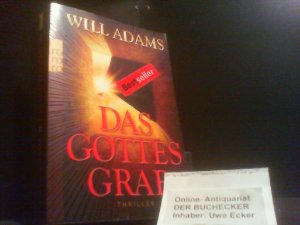 WILL ADAMS
Bestseller
DAS
GOTTES
GRAB
THRILLER
Online-Antiquariat
DER BUCHECKER
Inhaber: Uwe Ecker